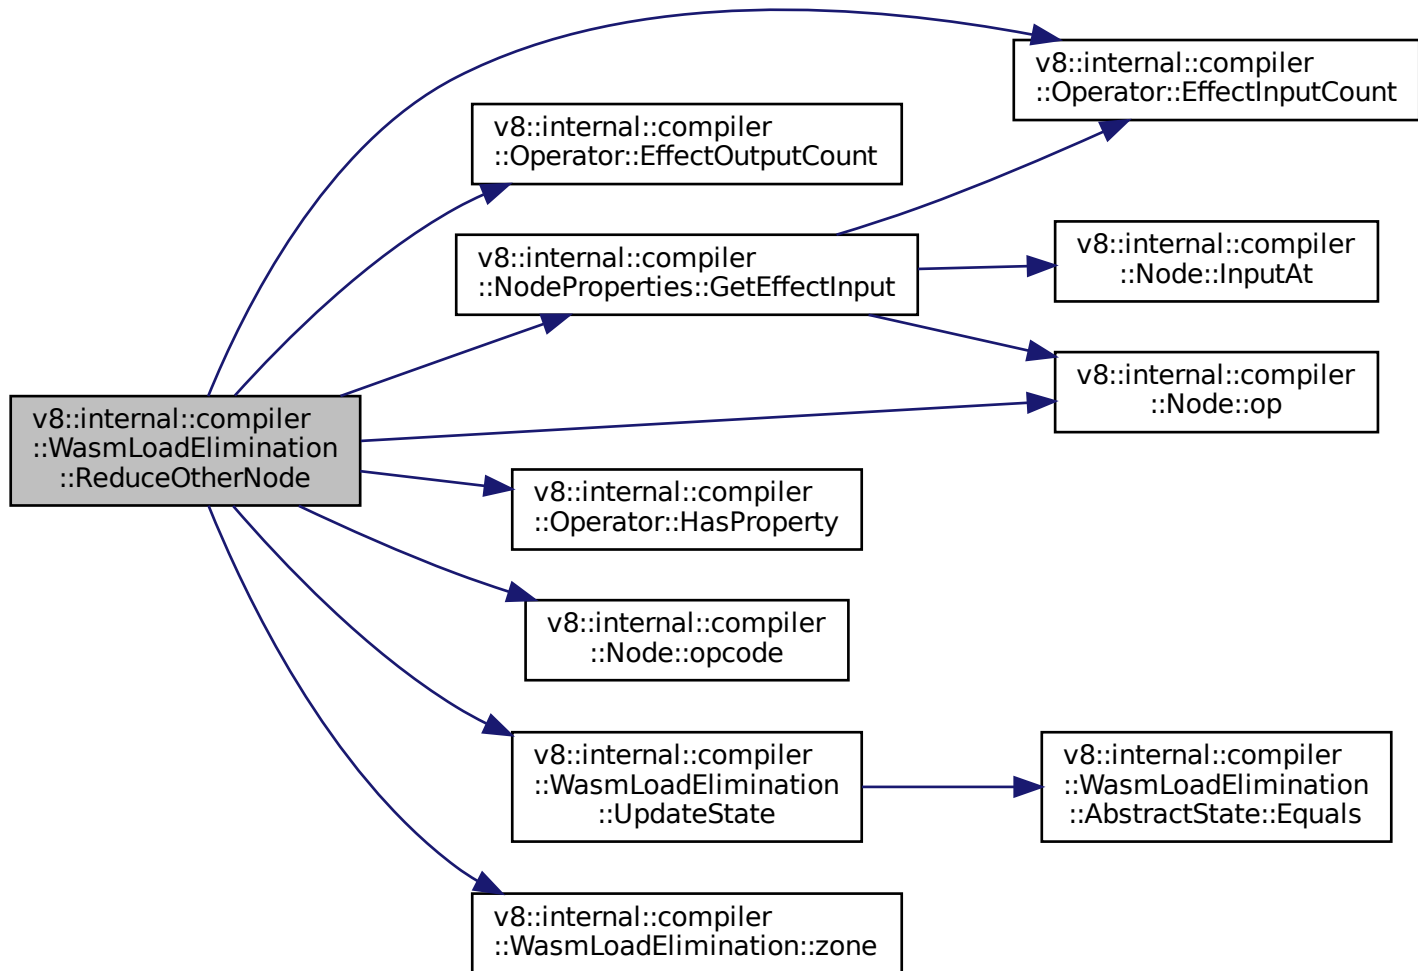 v8::internal::compiler
::Operator::EffectInputCount
v8::internal::compiler
::Operator::EffectOutputCount
v8::internal::compiler
::Node::InputAt
v8::internal::compiler
::NodeProperties::GetEffectInput
v8::internal::compiler
::Node::op
v8::internal::compiler
::WasmLoadElimination
::ReduceOtherNode
v8::internal::compiler
::Operator::HasProperty
v8::internal::compiler
::Node::opcode
v8::internal::compiler
::WasmLoadElimination
::UpdateState
v8::internal::compiler
::WasmLoadElimination
::AbstractState::Equals
v8::internal::compiler
::WasmLoadElimination::zone